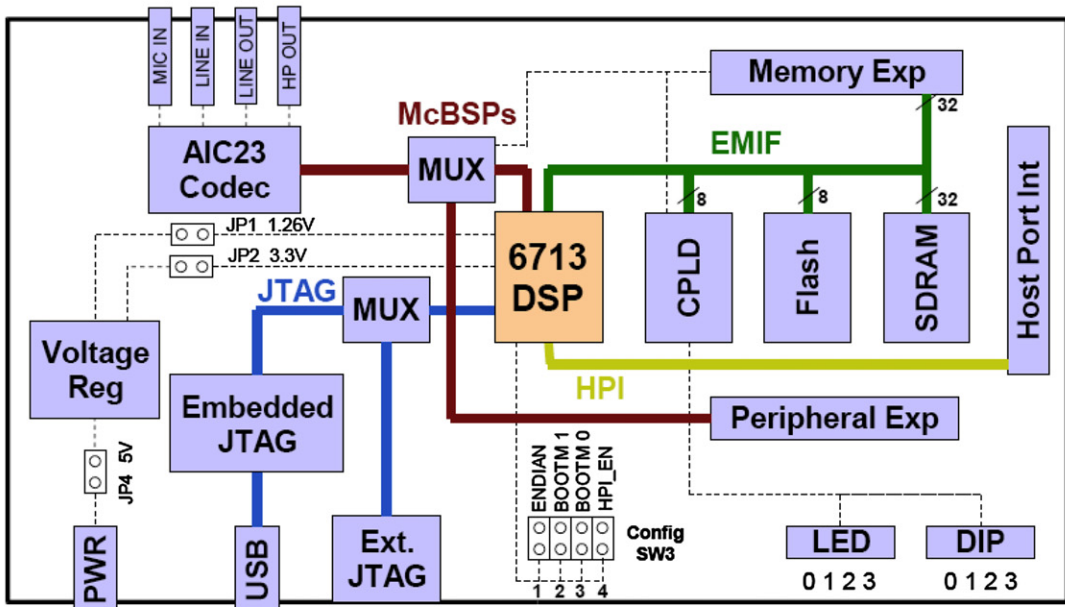 MIC IN
LINE IN
LINE OUT
HP OUT
Memory Exp
32
McBSPs
EMIF
AIC23
Codec
MUX
8
8
32
Host Port Int
JP1 1.26V
JP2 3.3V
6713
DSP
CPLD
Flash
SDRAM
JTAG
MUX
Voltage
Reg
HPI
Embedded
JTAG
Peripheral Exp
JP4 5V
ENDIAN
BOOTM 1
BOOTM 0
HPI_EN
Config
SW3
PWR
USB
Ext.
JTAG
1 2 3 4
LED
DIP
0 1 2 3
0 1 2 3